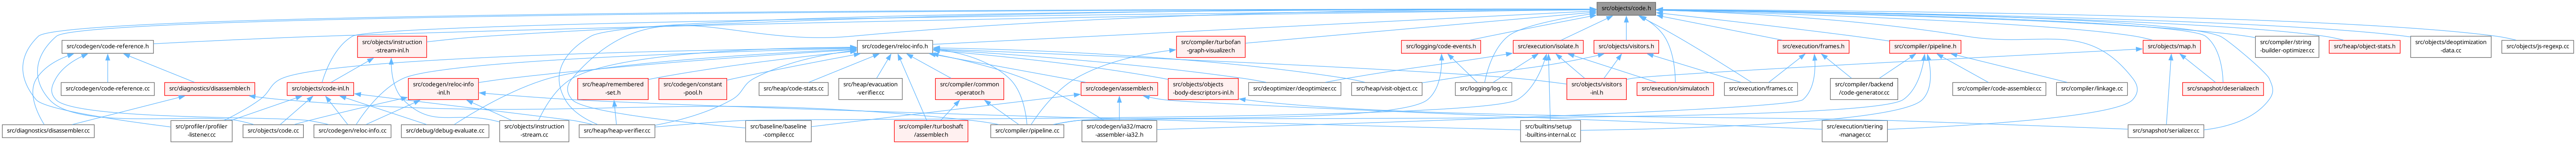 src/objects/code.h
src/codegen/code-reference.h
src/objects/instruction
-stream-inl.h
src/codegen/reloc-info.h
src/compiler/turbofan
-graph-visualizer.h
src/logging/code-events.h
src/execution/isolate.h
src/objects/visitors.h
src/execution/frames.h
src/compiler/pipeline.h
src/objects/map.h
src/compiler/string
-builder-optimizer.cc
src/heap/object-stats.h
src/objects/deoptimization
-data.cc
src/objects/js-regexp.cc
src/codegen/code-reference.cc
src/diagnostics/disassembler.h
src/objects/code-inl.h
src/codegen/reloc-info
-inl.h
src/heap/remembered
-set.h
src/codegen/constant
-pool.h
src/heap/code-stats.cc
src/heap/evacuation
-verifier.cc
src/compiler/common
-operator.h
src/codegen/assembler.h
src/objects/objects
-body-descriptors-inl.h
src/deoptimizer/deoptimizer.cc
src/heap/visit-object.cc
src/logging/log.cc
src/objects/visitors
-inl.h
src/execution/simulator.h
src/execution/frames.cc
src/compiler/backend
/code-generator.cc
src/compiler/code-assembler.cc
src/compiler/linkage.cc
src/snapshot/deserializer.h
src/diagnostics/disassembler.cc
src/profiler/profiler
-listener.cc
src/objects/code.cc
src/codegen/reloc-info.cc
src/debug/debug-evaluate.cc
src/objects/instruction
-stream.cc
src/heap/heap-verifier.cc
src/baseline/baseline
-compiler.cc
src/compiler/turboshaft
/assembler.h
src/compiler/pipeline.cc
src/codegen/ia32/macro
-assembler-ia32.h
src/builtins/setup
-builtins-internal.cc
src/execution/tiering
-manager.cc
src/snapshot/serializer.cc